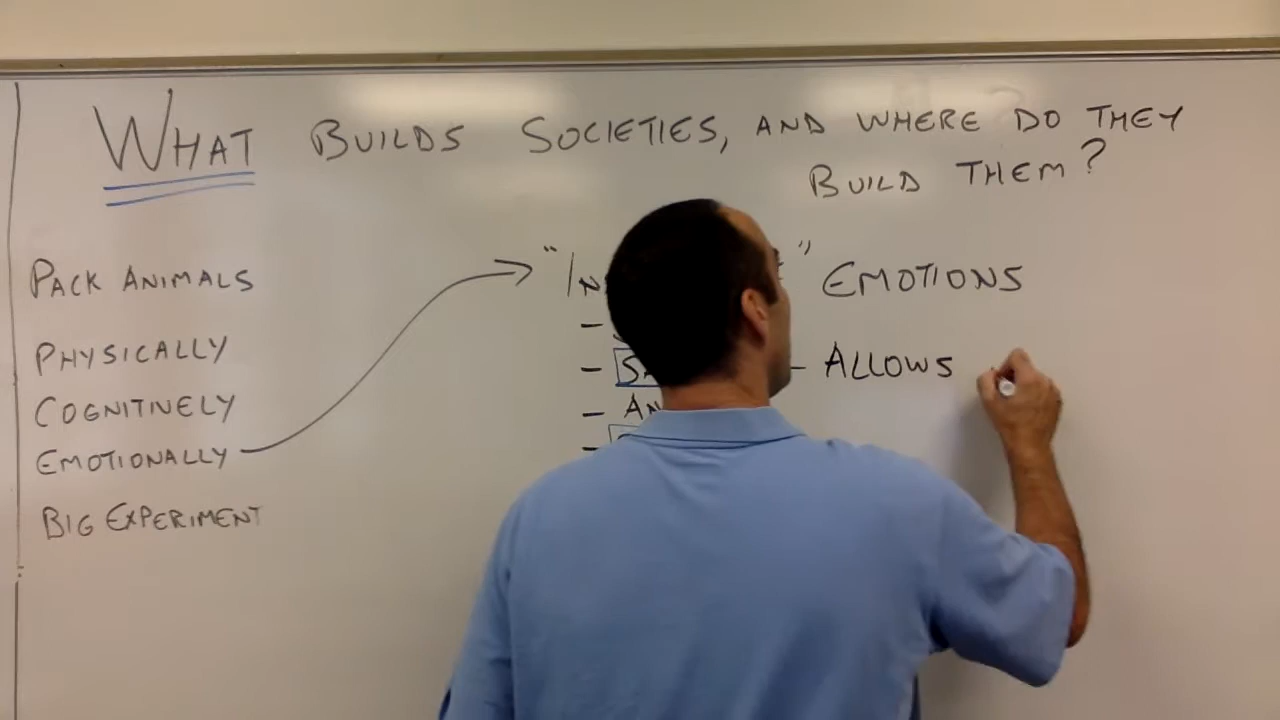 WHAT BUILDS SOCIETIES, AND WHERE DO THEY
BUILD THEM?
PACK ANIMALS
PHYSICALLY
COGNITIVELY
EMOTIONALLY
BIG EXPERIMENT
" " EMOTIONS
-
- - ALLOWS
-
-